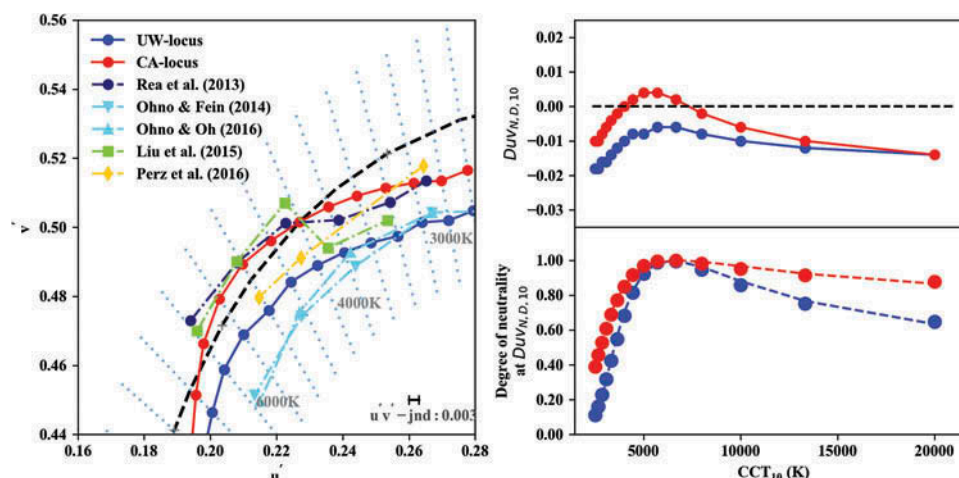 0.56
0.54
0.52
0.50
0.48
0.46
0.44
v′
UW-locus
CA-locus
Rea et al. (2013)
Ohno & Fein (2014)
Ohno & Oh (2016)
Liu et al. (2015)
Perz et al. (2016)
3000K
4000K
6000K
u′v′ − jnd : 0.003
0.16 0.18 0.20 0.22 0.24 0.26 0.28
u′
0.02
0.01
0.00
−0.01
−0.02
−0.03
DuvN, D, 10
1.00
0.80
0.60
0.40
0.20
0.00
Degree of neutrality
at DuvN, D, 10
0 5000 10000 15000 20000
CCT10 (K)